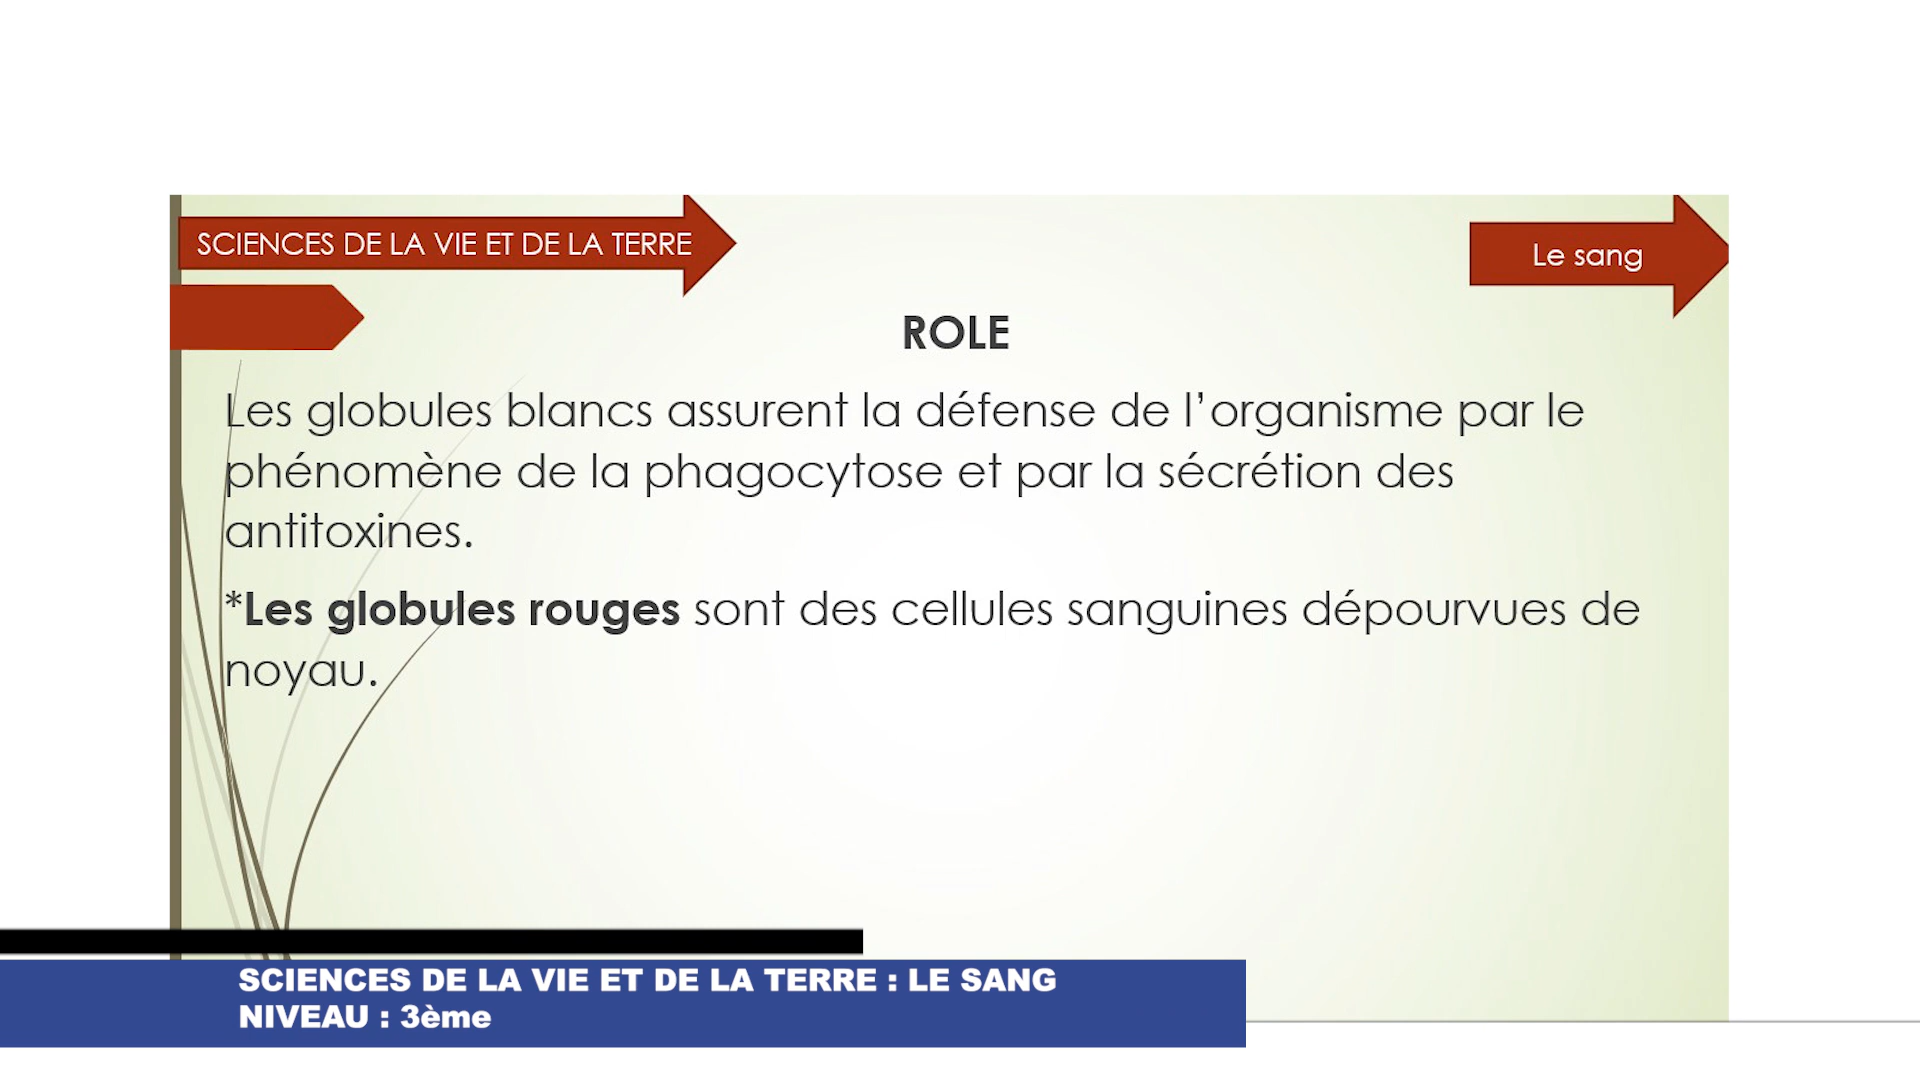 SCIENCES DE LA VIE ET DE LA TERRE
Le sang
ROLE
Les globules blancs assurent la défense de l’organisme par le
phénomène de la phagocytose et par la sécrétion des
antitoxines.
*Les globules rouges sont des cellules sanguines dépourvues de
noyau.
SCIENCES DE LA VIE ET DE LA TERRE : LE SANG
NIVEAU : 3ème